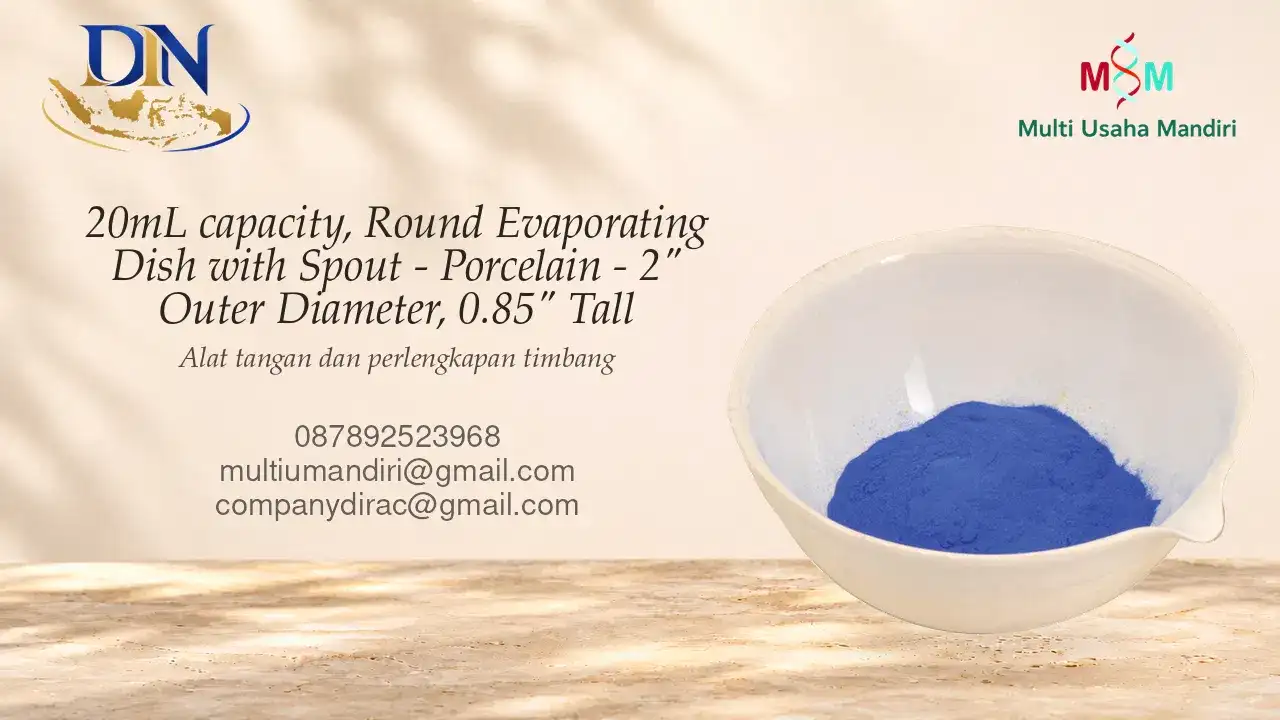 DIN
M M
Multi Usaha Mandiri
20mL capacity, Round Evaporating
Dish with Spout - Porcelain - 2"
Outer Diameter, 0.85" Tall
Alat tangan dan perlengkapan timbang
087892523968
multiumandiri@gmail.com
companydirac@gmail.com